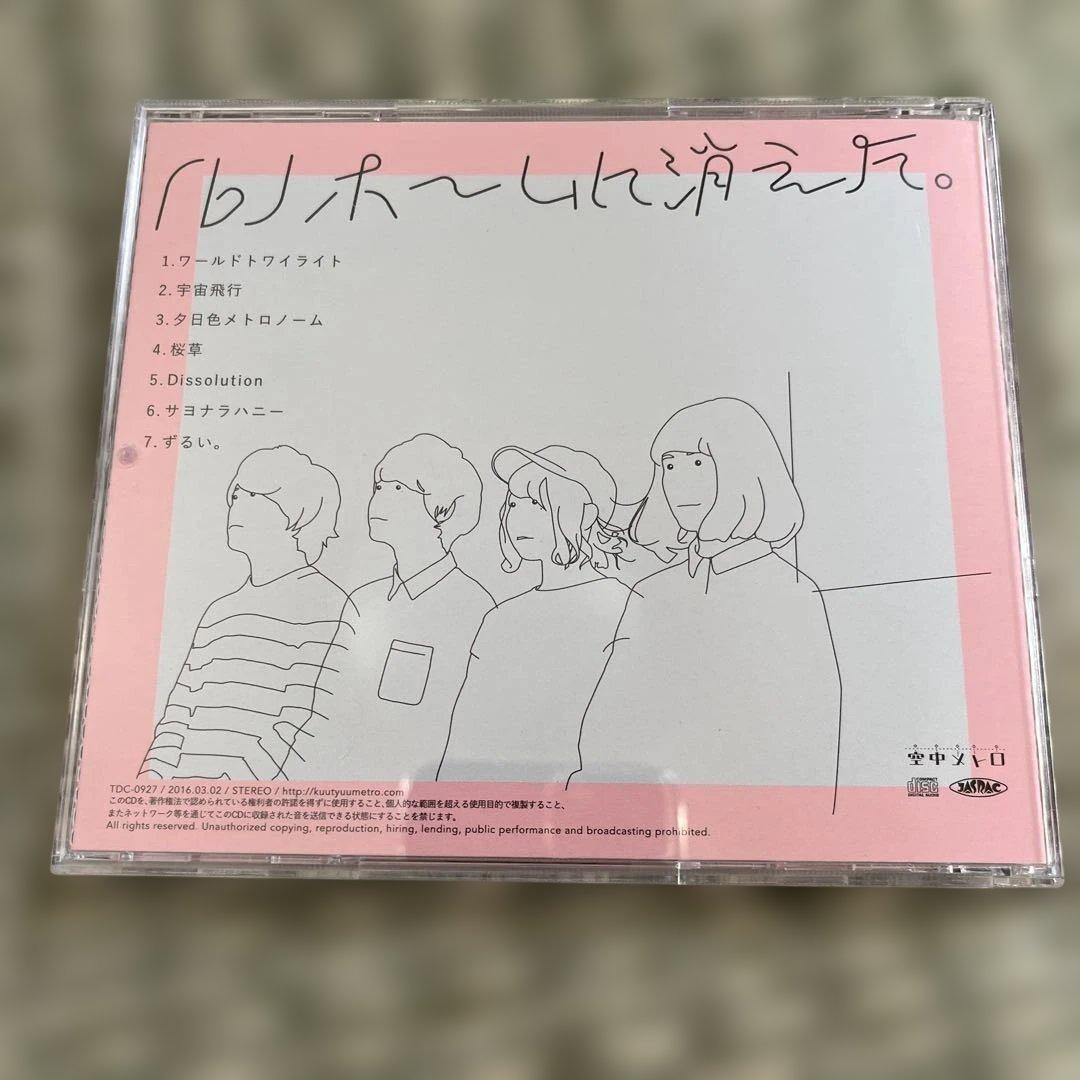 (b)ホームに消えた。
1.ワールドトワイライト
2.宇宙飛行
3.夕日色メトロノーム
4.桜草
5.Dissolution
6.サヨナラハニー
7.ずるい。
空中メトロ
TDC-0927 / 2016.03.02 / STEREO / http://kuutyuumetro.com
このCDを、著作権法で認められている権利者の許諾を得ずに使用すること、個人的な範囲を超える使用目的で複製すること、
またネットワーク等を通じてこのCDに収録された音を送信できる状態にすることを禁じます。
All rights reserved. Unauthorized copying, reproduction, hiring, lending, public performance and broadcasting prohibited.
COMPACT
disc
DIGITAL AUDIO
JASRAC